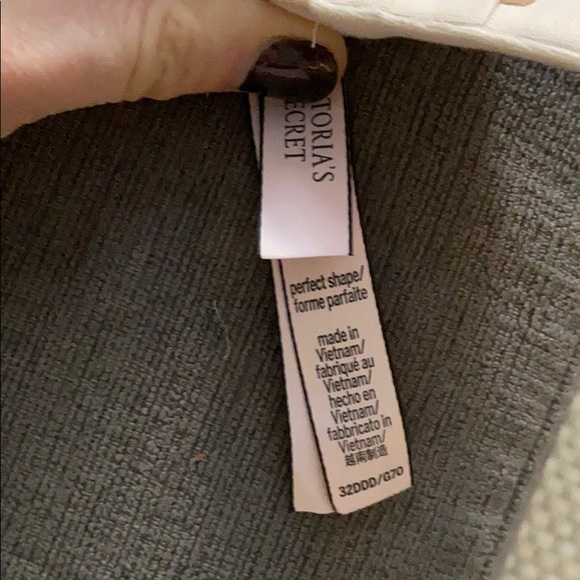 TORIA'S
ECRET
perfect shape/
forme parfaite
made in
Vietnam/
fabriqué au
Vietnam/
hecho en
Vietnam/
fabbricato in
Vietnam/
越南制造
32DDD/G70